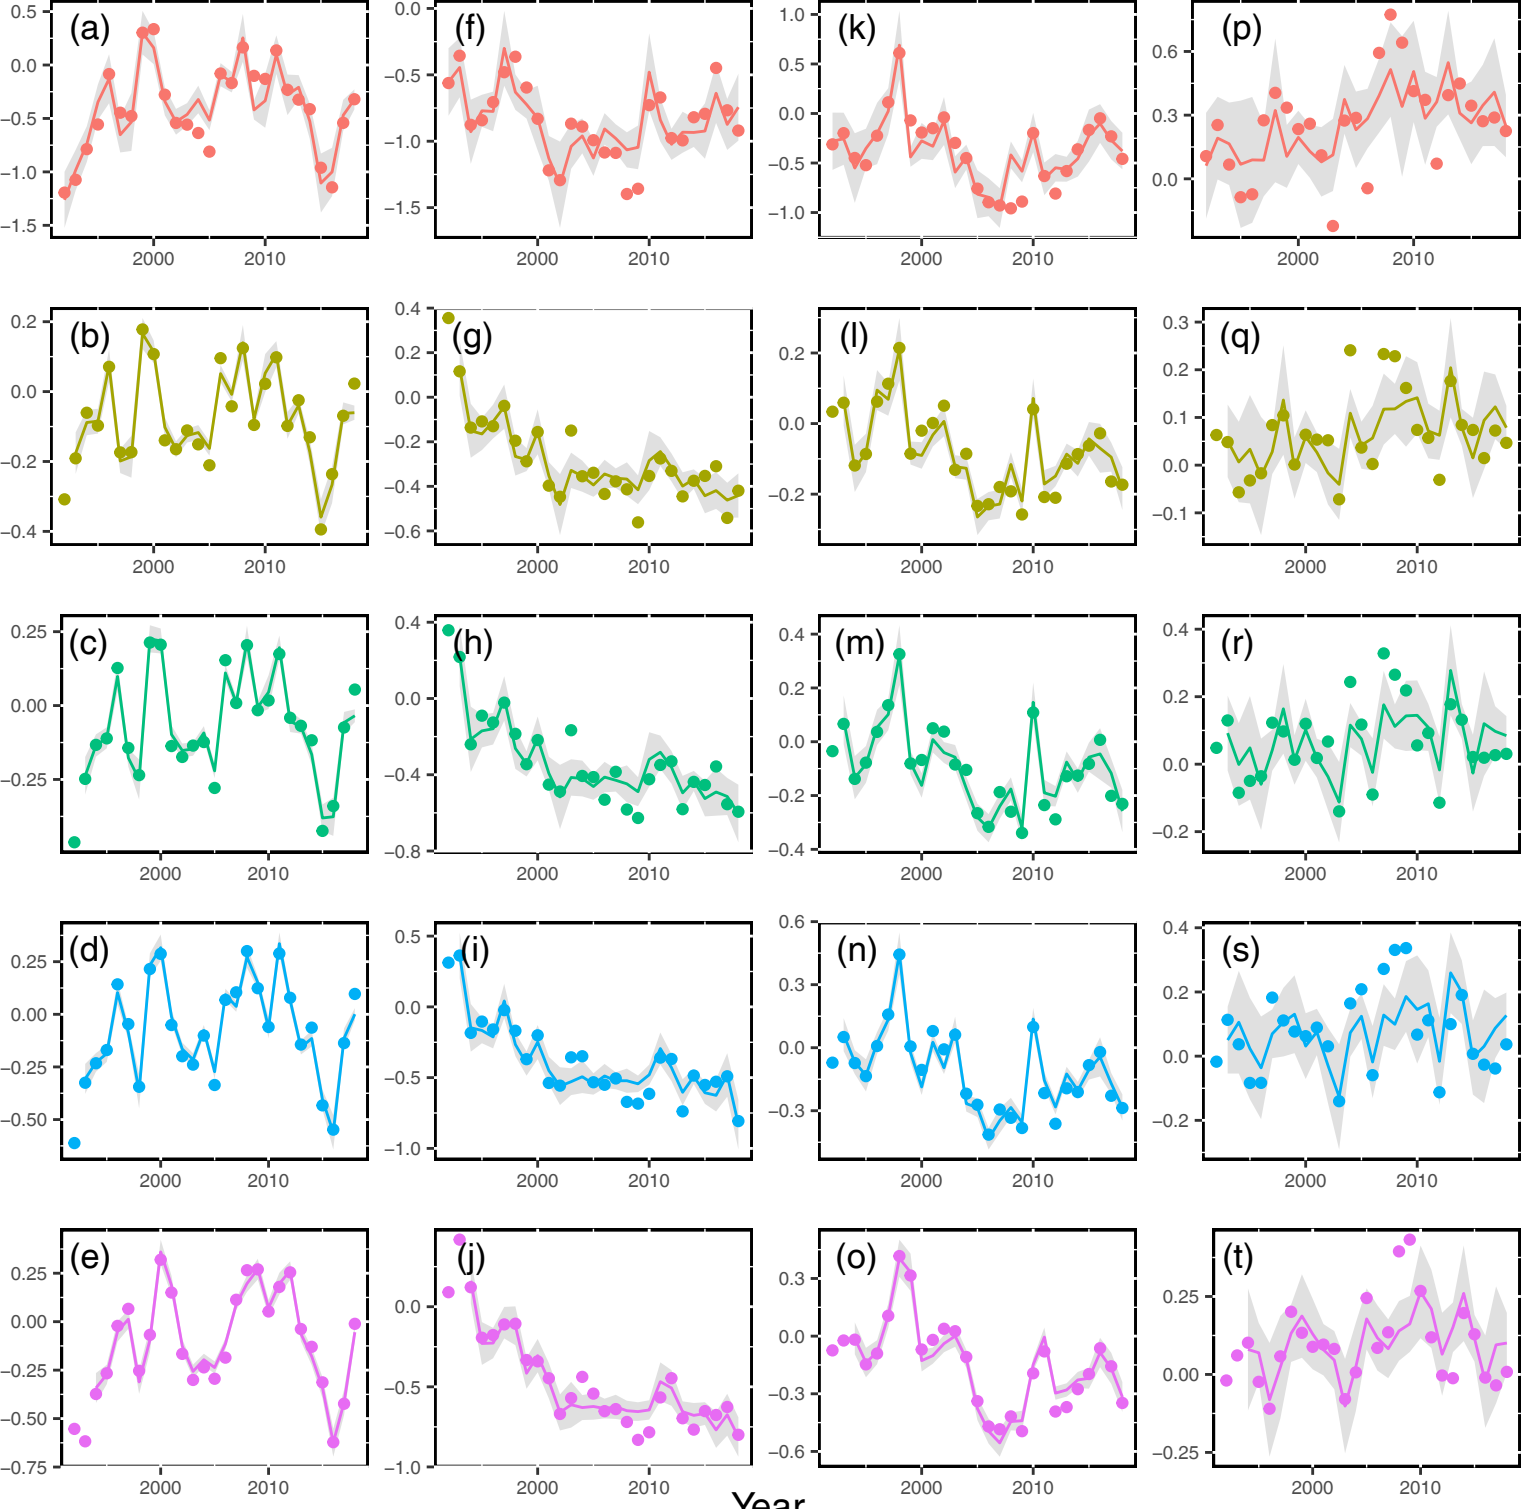 (a) (f) (k) (p)
0.5 0.0 −0.5 −1.0 −1.5
0.0 −0.5 −1.0 −1.5
1.0 0.5 0.0 −0.5 −1.0
0.6 0.3 0.0
2000 2010 2000 2010 2000 2010 2000 2010
(b) (g) (l) (q)
0.2 0.0 −0.2 −0.4
0.4 0.2 0.0 −0.2 −0.4 −0.6
0.2 0.0 −0.2
0.3 0.2 0.1 0.0 −0.1
2000 2010 2000 2010 2000 2010 2000 2010
(c) (h) (m) (r)
0.25 0.00 −0.25
0.4 0.0 −0.4 −0.8
0.4 0.2 0.0 −0.2 −0.4
0.4 0.2 0.0 −0.2
2000 2010 2000 2010 2000 2010 2000 2010
(d) (i) (n) (s)
0.25 0.00 −0.25 −0.50
0.5 0.0 −0.5 −1.0
0.6 0.3 0.0 −0.3
0.4 0.2 0.0 −0.2
2000 2010 2000 2010 2000 2010 2000 2010
(e) (j) (o) (t)
0.25 0.00 −0.25 −0.50 −0.75
0.0 −0.5 −1.0
0.3 0.0 −0.3 −0.6
0.25 0.00 −0.25
2000 2010 2000 2010 2000 2010 2000 2010
Year